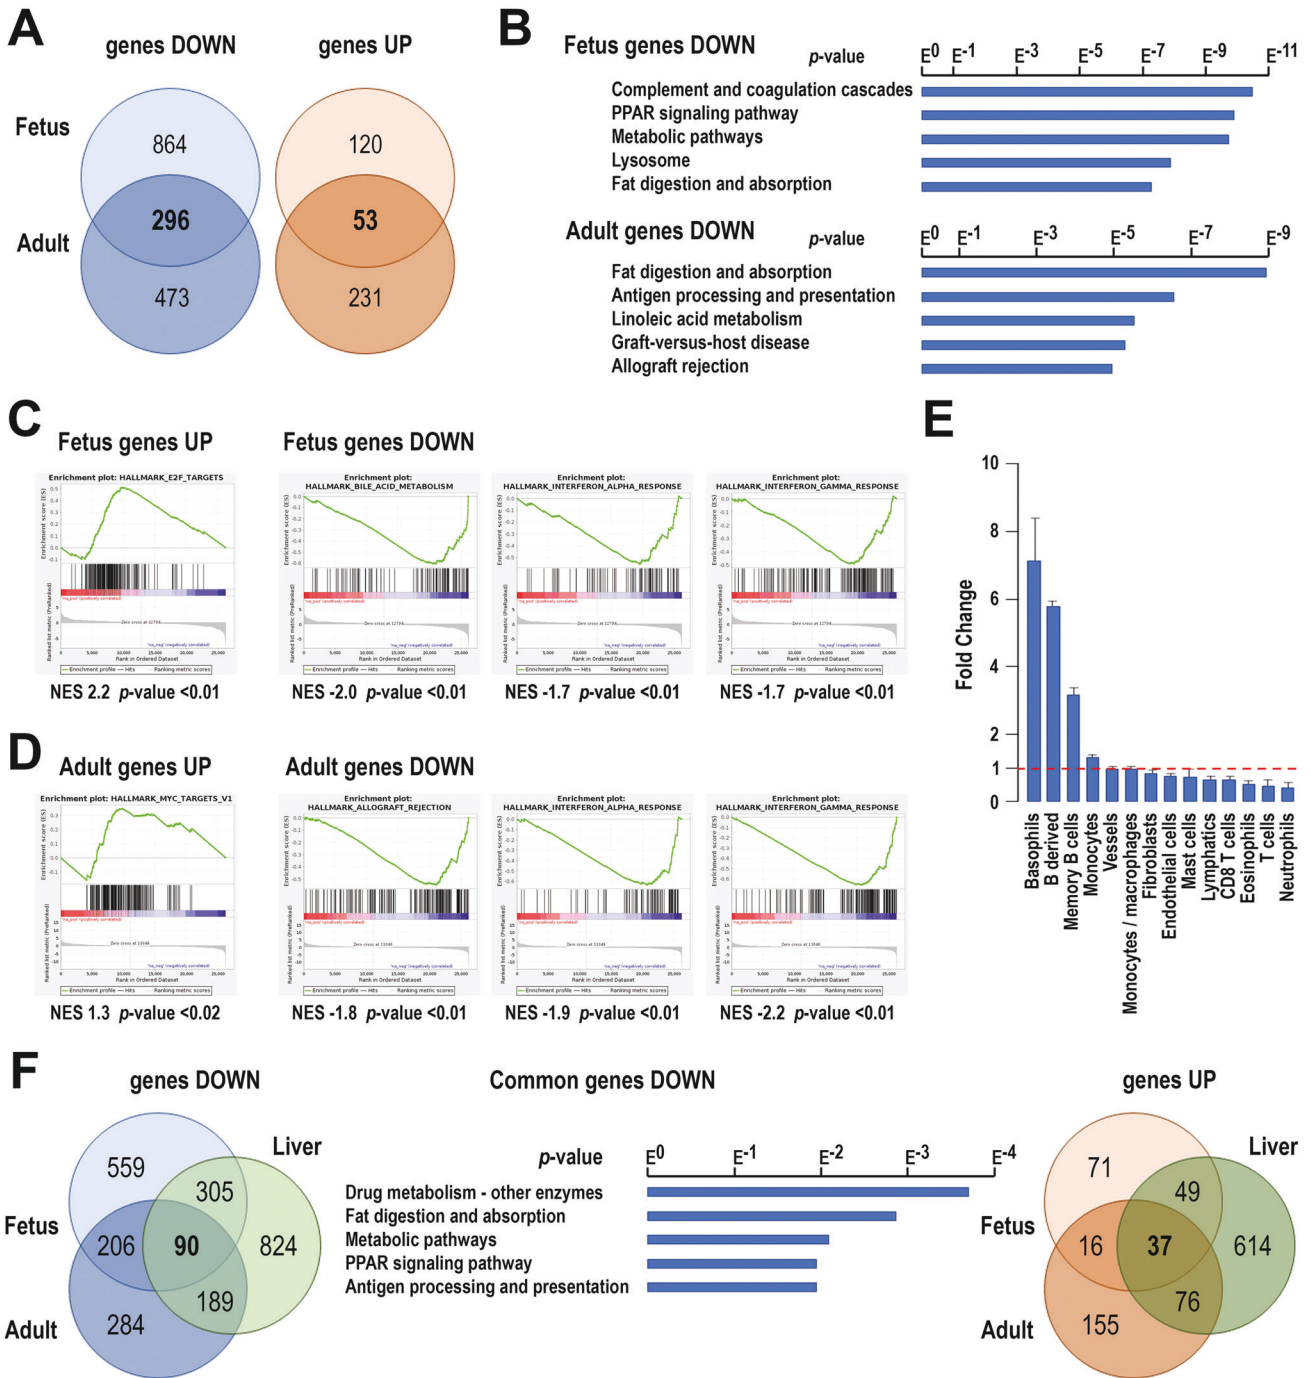 A
genes DOWN
genes UP
Fetus
864
120
296
53
Adult
473
231
B
Fetus genes DOWN
p-value
E0 E-1 E-3 E-5 E-7 E-9 E-11
Complement and coagulation cascades
PPAR signaling pathway
Metabolic pathways
Lysosome
Fat digestion and absorption
Adult genes DOWN
p-value
E0 E-1 E-3 E-5 E-7 E-9
Fat digestion and absorption
Antigen processing and presentation
Linoleic acid metabolism
Graft-versus-host disease
Allograft rejection
C
Fetus genes UP
Fetus genes DOWN
Enrichment plot: HALLMARK_E2F_TARGETS
Enrichment plot:
HALLMARK_BILE_ACID_METABOLISM
Enrichment plot:
HALLMARK_INTERFERON_ALPHA_RESPONSE
Enrichment plot:
HALLMARK_INTERFERON_GAMMA_RESPONSE
NES 2.2 p-value <0.01
NES -2.0 p-value <0.01
NES -1.7 p-value <0.01
NES -1.7 p-value <0.01
D
Adult genes UP
Adult genes DOWN
Enrichment plot: HALLMARK_MYC_TARGETS_V1
Enrichment plot:
HALLMARK_ALLOGRAFT_REJECTION
Enrichment plot:
HALLMARK_INTERFERON_ALPHA_RESPONSE
Enrichment plot:
HALLMARK_INTERFERON_GAMMA_RESPONSE
NES 1.3 p-value <0.02
NES -1.8 p-value <0.01
NES -1.9 p-value <0.01
NES -2.2 p-value <0.01
E
Fold Change
10
8
6
4
2
1
0
Basophils
B derived
Memory B cells
Monocytes
Vessels
Monocytes / macrophages
Fibroblasts
Endothelial cells
Mast cells
Lymphatics
CD8 T cells
Eosinophils
T cells
Neutrophils
F
genes DOWN
Liver
559
305
Fetus
206
90
824
189
Adult
284
Common genes DOWN
p-value
E0 E-1 E-2 E-3 E-4
Drug metabolism - other enzymes
Fat digestion and absorption
Metabolic pathways
PPAR signaling pathway
Antigen processing and presentation
genes UP
Liver
71
49
Fetus
16
37
614
76
Adult
155